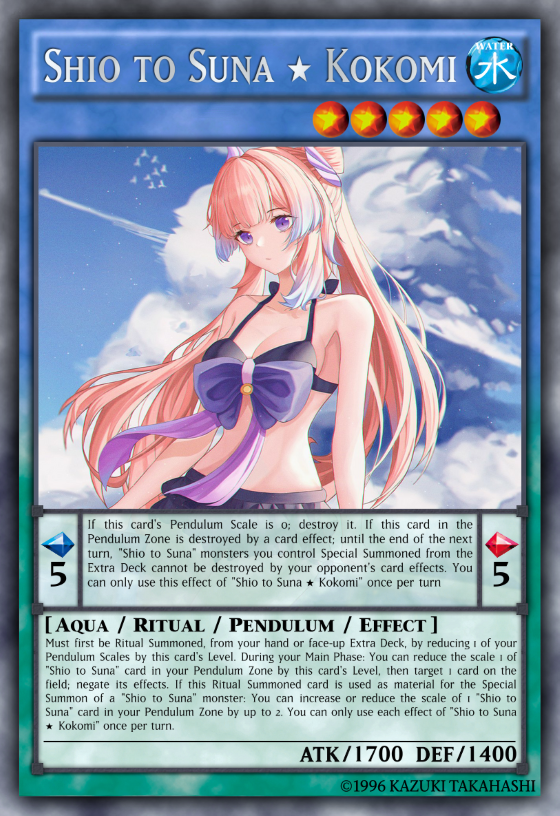 SHIO TO SUNA ★ KOKOMI
WATER
水
If this card's Pendulum Scale is 0; destroy it. If this card in the
Pendulum Zone is destroyed by a card effect; until the end of the next
turn, "Shio to Suna" monsters you control Special Summoned from the
Extra Deck cannot be destroyed by your opponent's card effects. You
can only use this effect of "Shio to Suna ★ Kokomi" once per turn
5
5
[ AQUA / RITUAL / PENDULUM / EFFECT ]
Must first be Ritual Summoned, from your hand or face-up Extra Deck, by reducing 1 of your
Pendulum Scales by this card's Level. During your Main Phase: You can reduce the scale 1 of
"Shio to Suna" card in your Pendulum Zone by this card's Level, then target 1 card on the
field; negate its effects. If this Ritual Summoned card is used as material for the Special
Summon of a "Shio to Suna" monster: You can increase or reduce the scale of 1 "Shio to
Suna" card in your Pendulum Zone by up to 2. You can only use each effect of "Shio to Suna
★ Kokomi" once per turn.
ATK/1700 DEF/1400
©1996 KAZUKI TAKAHASHI